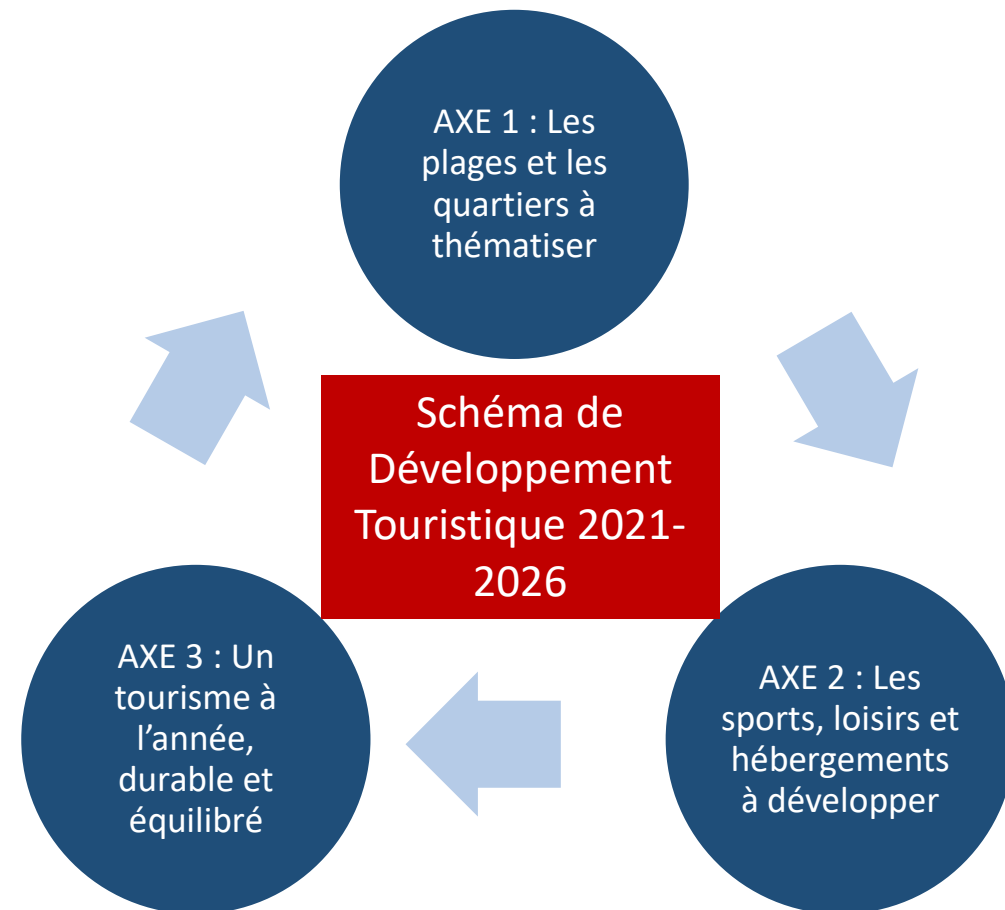 AXE 1 : Les
plages et les
quartiers à
thématiser
Schéma de
Développement
Touristique 2021-
2026
AXE 3 : Un
tourisme à
l’année,
durable et
équilibré
AXE 2 : Les
sports, loisirs et
hébergements
à développer